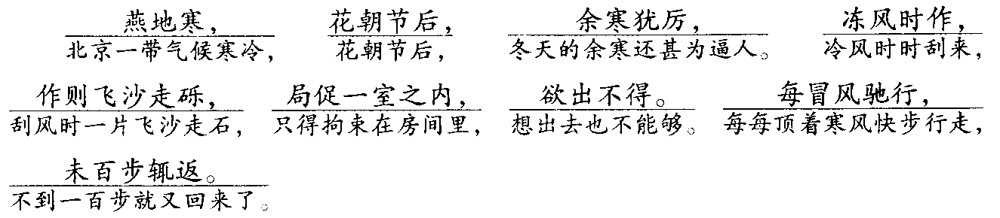 燕地寒， 花朝节后， 余寒犹厉， 冻风时作，
北京一带气候寒冷， 花朝节后， 冬天的余寒还甚为逼人。 冷风时时刮来，
作则飞沙走砾， 局促一室之内， 欲出不得。 每冒风驰行，
刮风时一片飞沙走石， 只得拘束在房间里， 想出去也不能够。 每每顶着寒风快步行走，
未百步辄返。
不到一百步就又回来了。